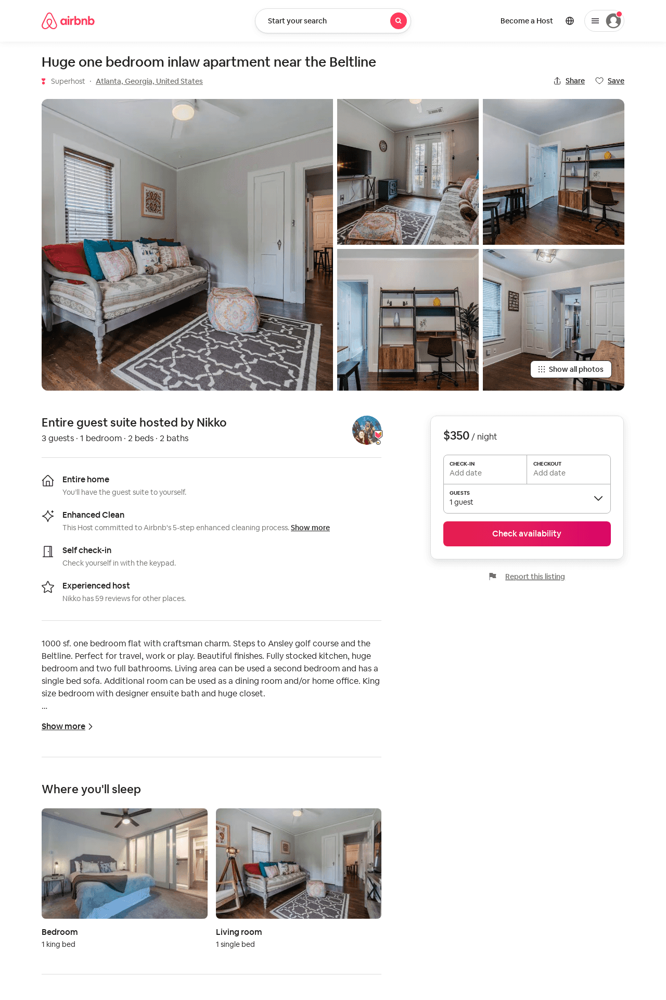 airbnb
Start your search
Become a Host
Huge one bedroom inlaw apartment near the Beltline
Superhost · Atlanta, Georgia, United States
Share
Save
Show all photos
Entire guest suite hosted by Nikko
3 guests · 1 bedroom · 2 beds · 2 baths
Entire home
You’ll have the guest suite to yourself.
Enhanced Clean
This Host committed to Airbnb's 5-step enhanced cleaning process. Show more
Self check-in
Check yourself in with the keypad.
Experienced host
Nikko has 59 reviews for other places.
1000 sf. one bedroom flat with craftsman charm. Steps to Ansley golf course and the
Beltline. Perfect for travel, work or play. Beautiful finishes. Fully stocked kitchen, huge
bedroom and two full bathrooms. Living area can be used a second bedroom and has a
single bed sofa. Additional room can be used as a dining room and/or home office. King
size bedroom with designer ensuite bath and huge closet.
...
Show more
Where you'll sleep
Bedroom
1 king bed
Living room
1 single bed
$350 / night
CHECK-IN
Add date
CHECKOUT
Add date
GUESTS
1 guest
Check availability
Report this listing